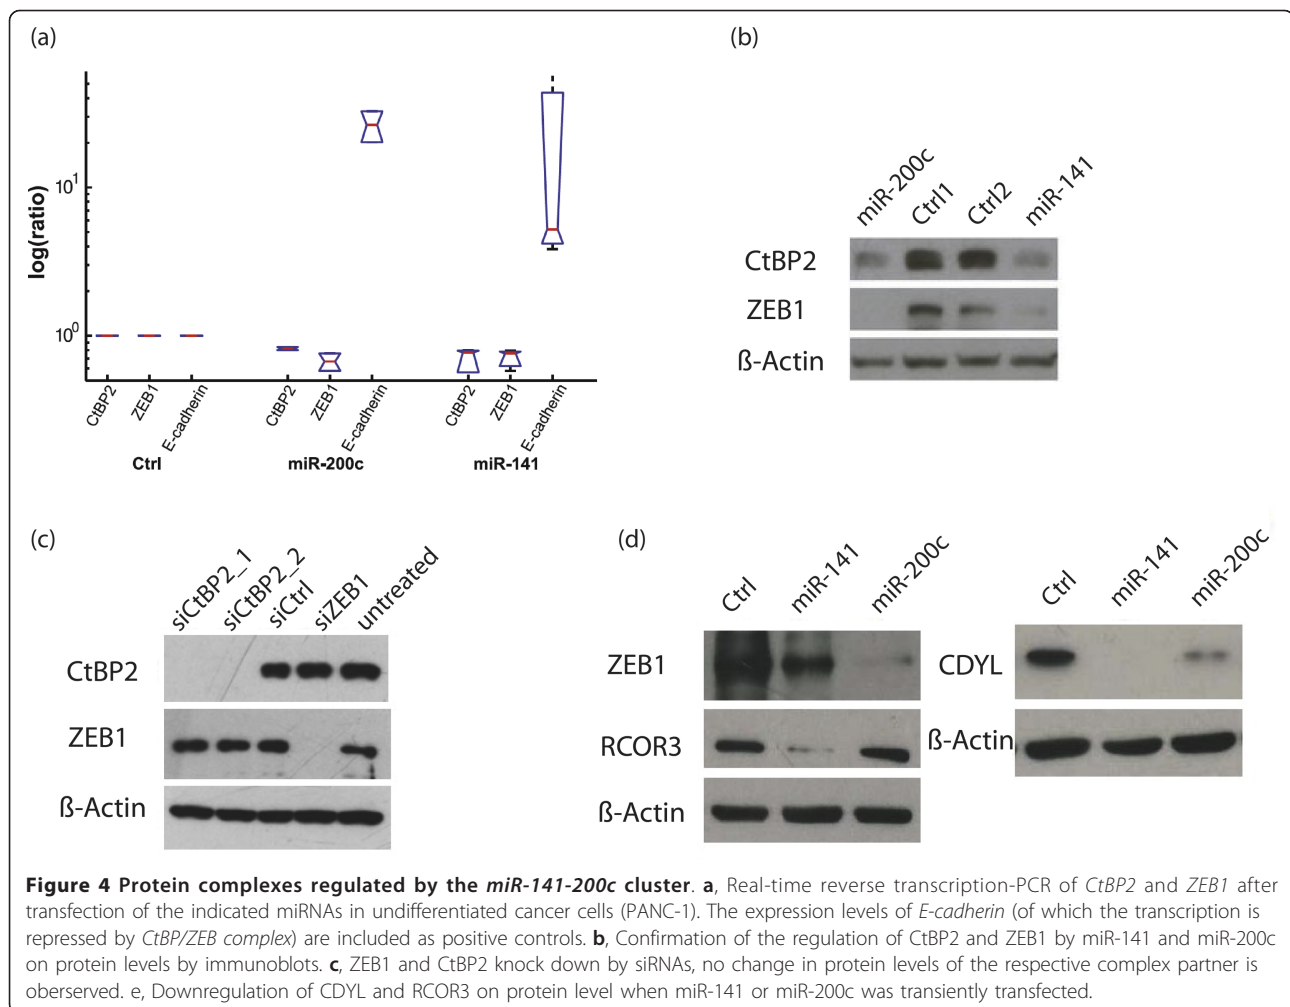 (a)
log(ratio)
10¹
10⁰
CtBP2
ZEB1
E-cadherin
CtBP2
ZEB1
E-cadherin
CtBP2
ZEB1
E-cadherin
Ctrl
miR-200c
miR-141
(b)
miR-200c
Ctrl1
Ctrl2
miR-141
CtBP2
ZEB1
ß-Actin
(c)
siCtBP2_1
siCtBP2_2
siCtrl
siZEB1
untreated
CtBP2
ZEB1
ß-Actin
(d)
Ctrl
miR-141
miR-200c
ZEB1
RCOR3
ß-Actin
Ctrl
miR-141
miR-200c
CDYL
ß-Actin
Figure 4 Protein complexes regulated by the miR-141-200c cluster. a, Real-time reverse transcription-PCR of CtBP2 and ZEB1 after
transfection of the indicated miRNAs in undifferentiated cancer cells (PANC-1). The expression levels of E-cadherin (of which the transcription is
repressed by CtBP/ZEB complex) are included as positive controls. b, Confirmation of the regulation of CtBP2 and ZEB1 by miR-141 and miR-200c
on protein levels by immunoblots. c, ZEB1 and CtBP2 knock down by siRNAs, no change in protein levels of the respective complex partner is
oberserved. e, Downregulation of CDYL and RCOR3 on protein level when miR-141 or miR-200c was transiently transfected.